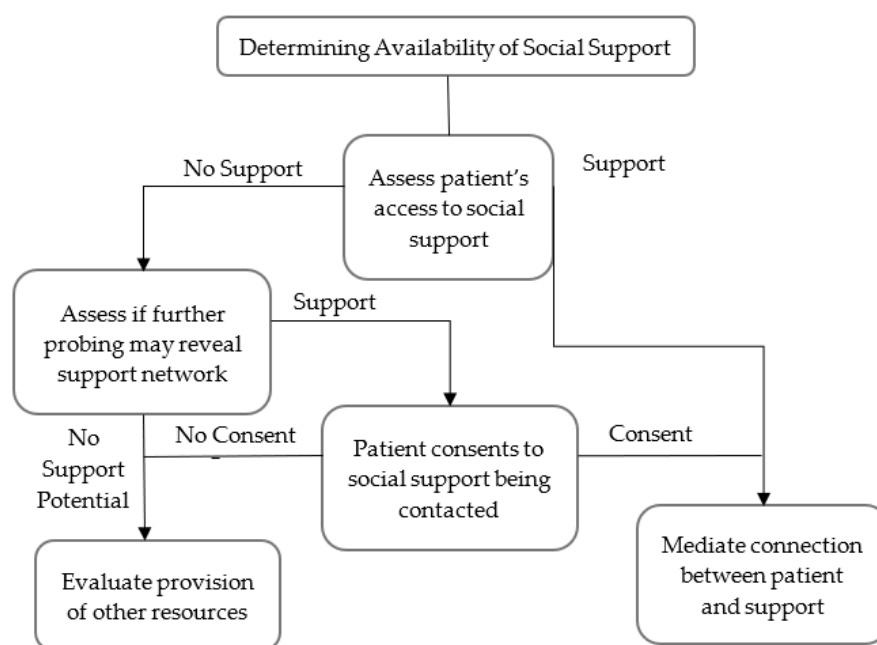 Determining Availability of Social Support
No Support
Support
Assess patient's
access to social
support
Assess if further
probing may reveal
support network
Support
No
Support
Potential
No Consent
Patient consents to
social support being
contacted
Consent
Evaluate provision
of other resources
Mediate connection
between patient
and support